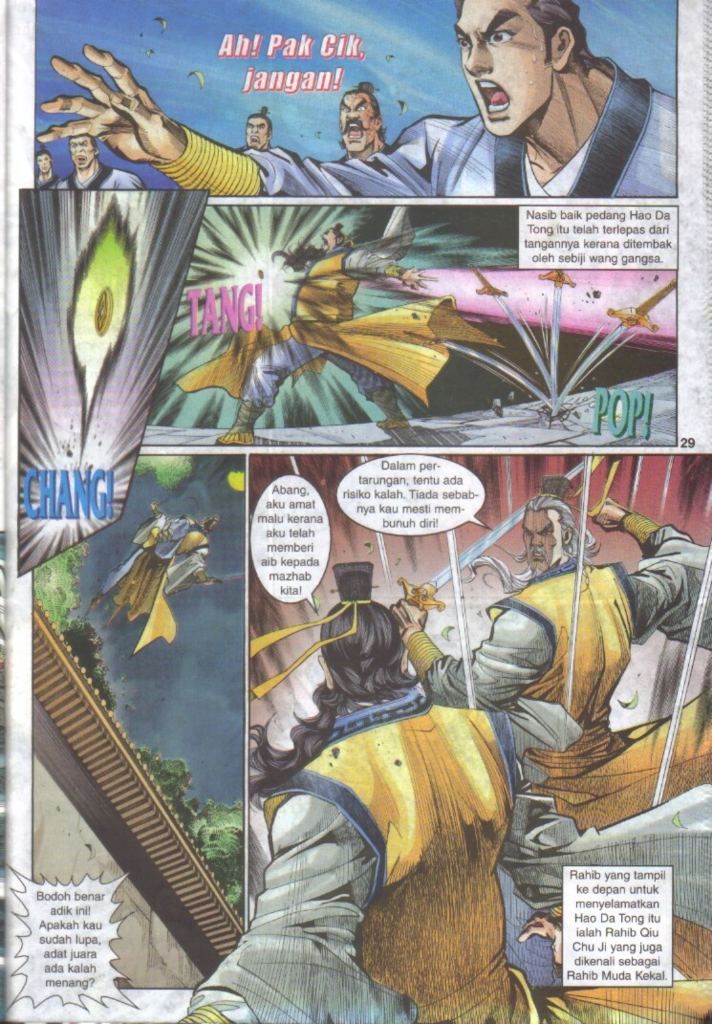 Ah! Pak Cik,
jangan!
Nasib baik pedang Hao Da
Tong itu telah terlepas dari
tangannya kerana ditembak
oleh sebiji wang gangsa.
TANG!
POP!
CHANG!
29
Bodoh benar
adik ini!
Apakah kau
sudah lupa,
adat juara
ada kalah
menang?
Abang,
aku amat
malu kerana
aku telah
memberi
aib kepada
mazhab
kita!
Dalam per-
tarungan, tentu ada
risiko kalah. Tiada sebab-
nya kau mesti mem-
bunuh diri!
Rahib yang tampil
ke depan untuk
menyelamatkan
Hao Da Tong itu
ialah Rahib Qiu
Chu Ji yang juga
dikenali sebagai
Rahib Muda Kekal.